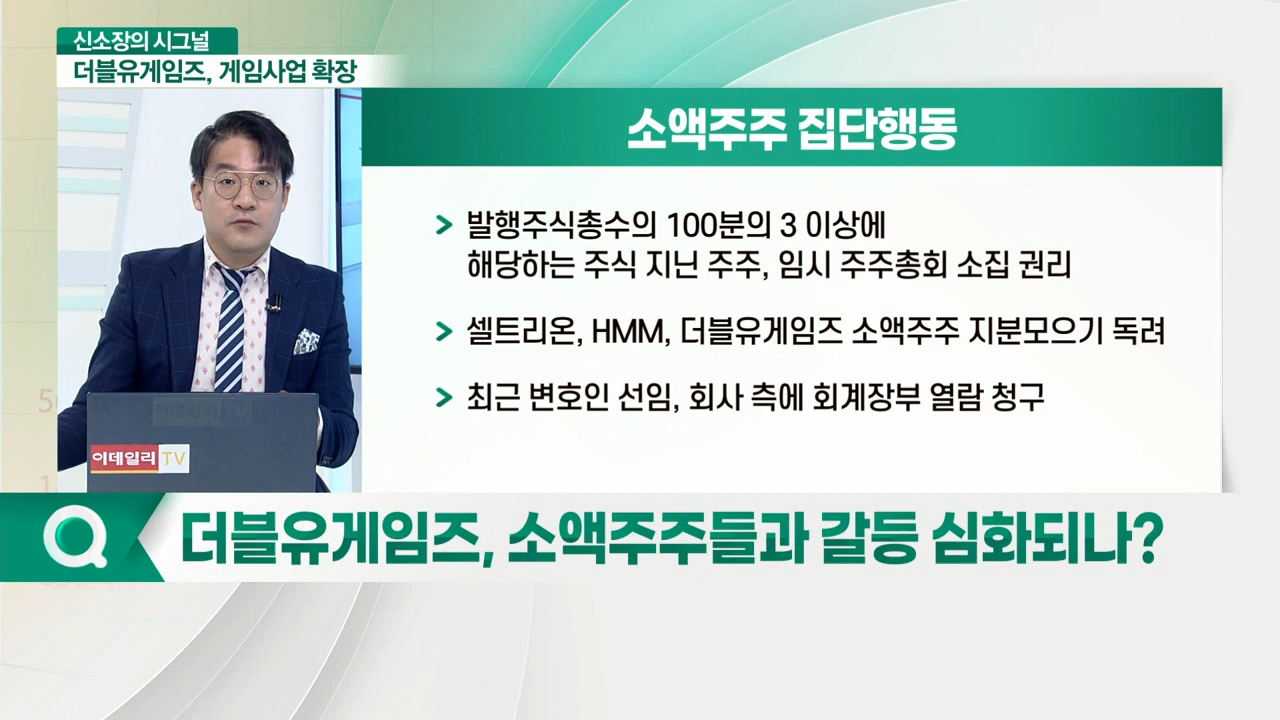 신소장의 시그널
더블유게임즈, 게임사업 확장
소액주주 집단행동
발행주식총수의 100분의 3 이상에
해당하는 주식 지닌 주주, 임시 주주총회 소집 권리
셀트리온, HMM, 더블유게임즈 소액주주 지분모으기 독려
최근 변호인 선임, 회사 측에 회계장부 열람 청구
이데일리 TV
더블유게임즈, 소액주주들과 갈등 심화되나?